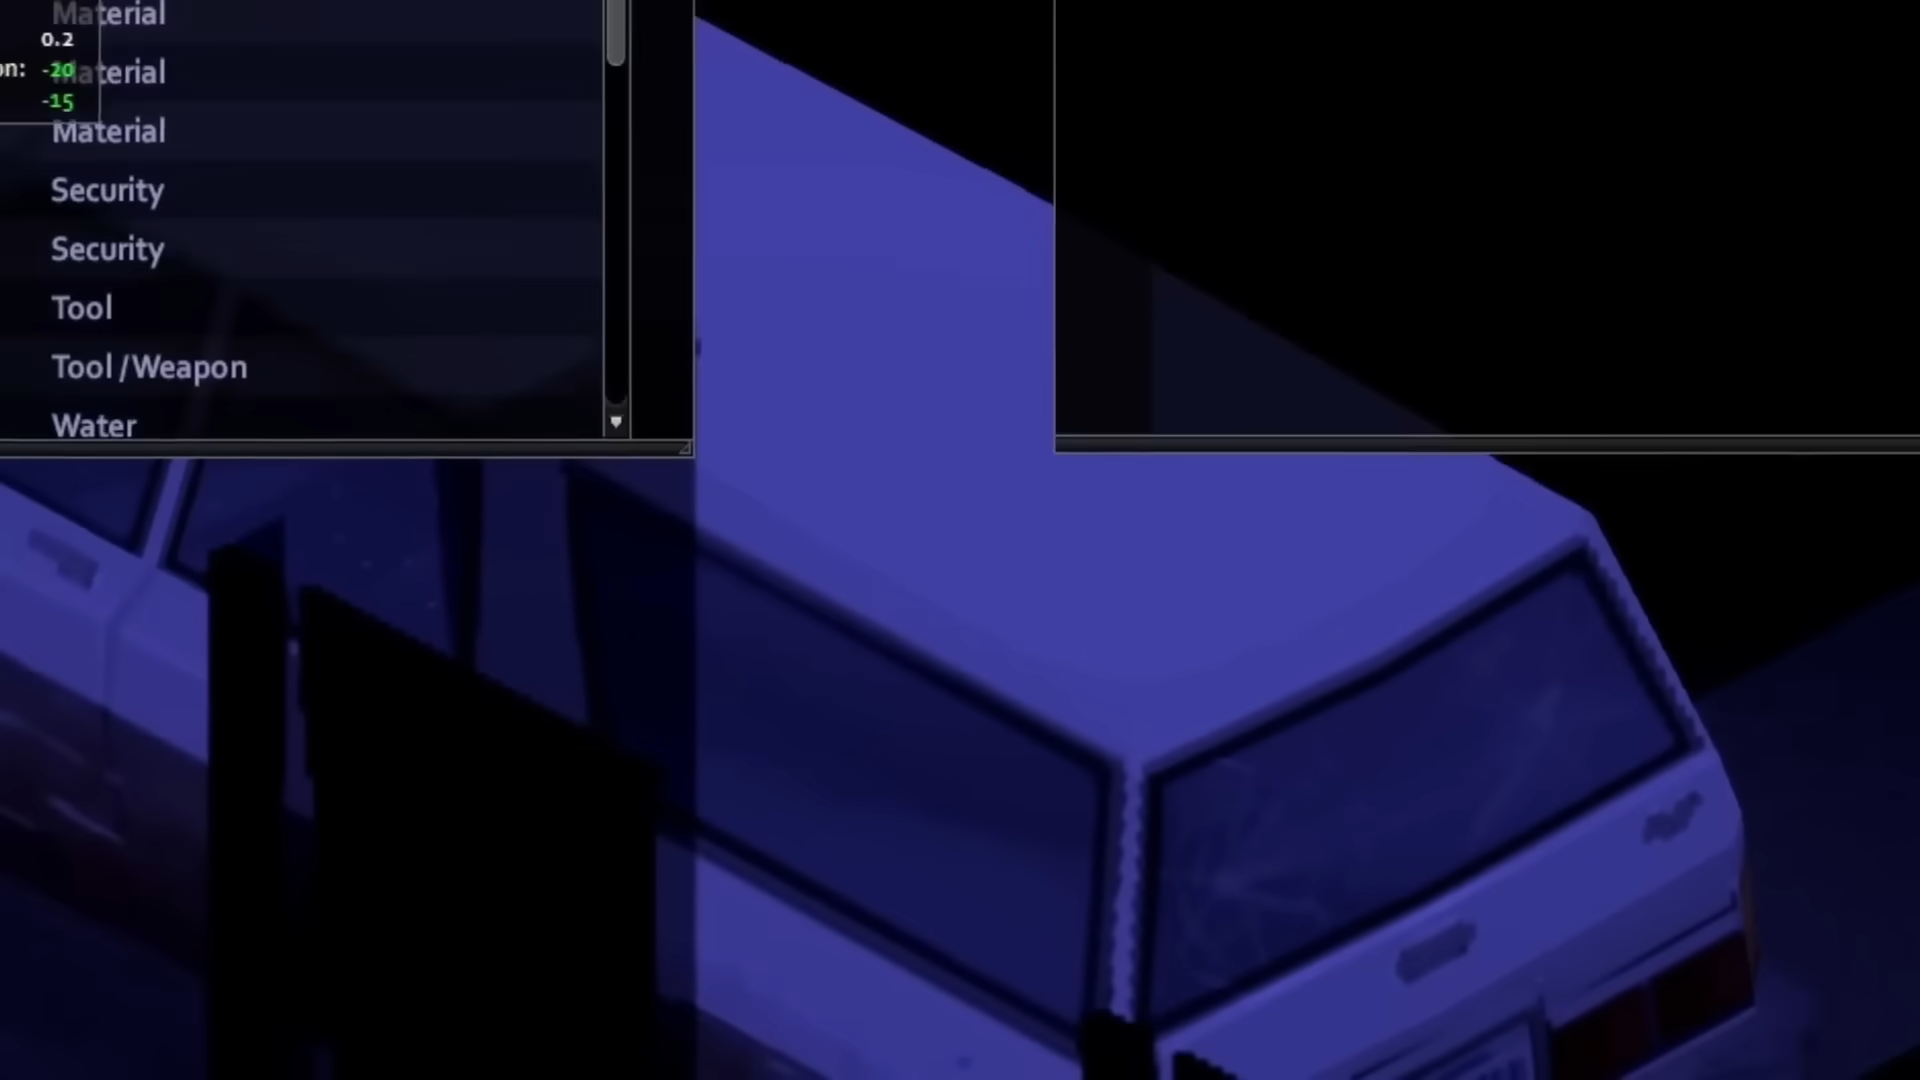 Material
0.2
on: -20
Material
-15
Material
Security
Security
Tool
Tool/Weapon
Water